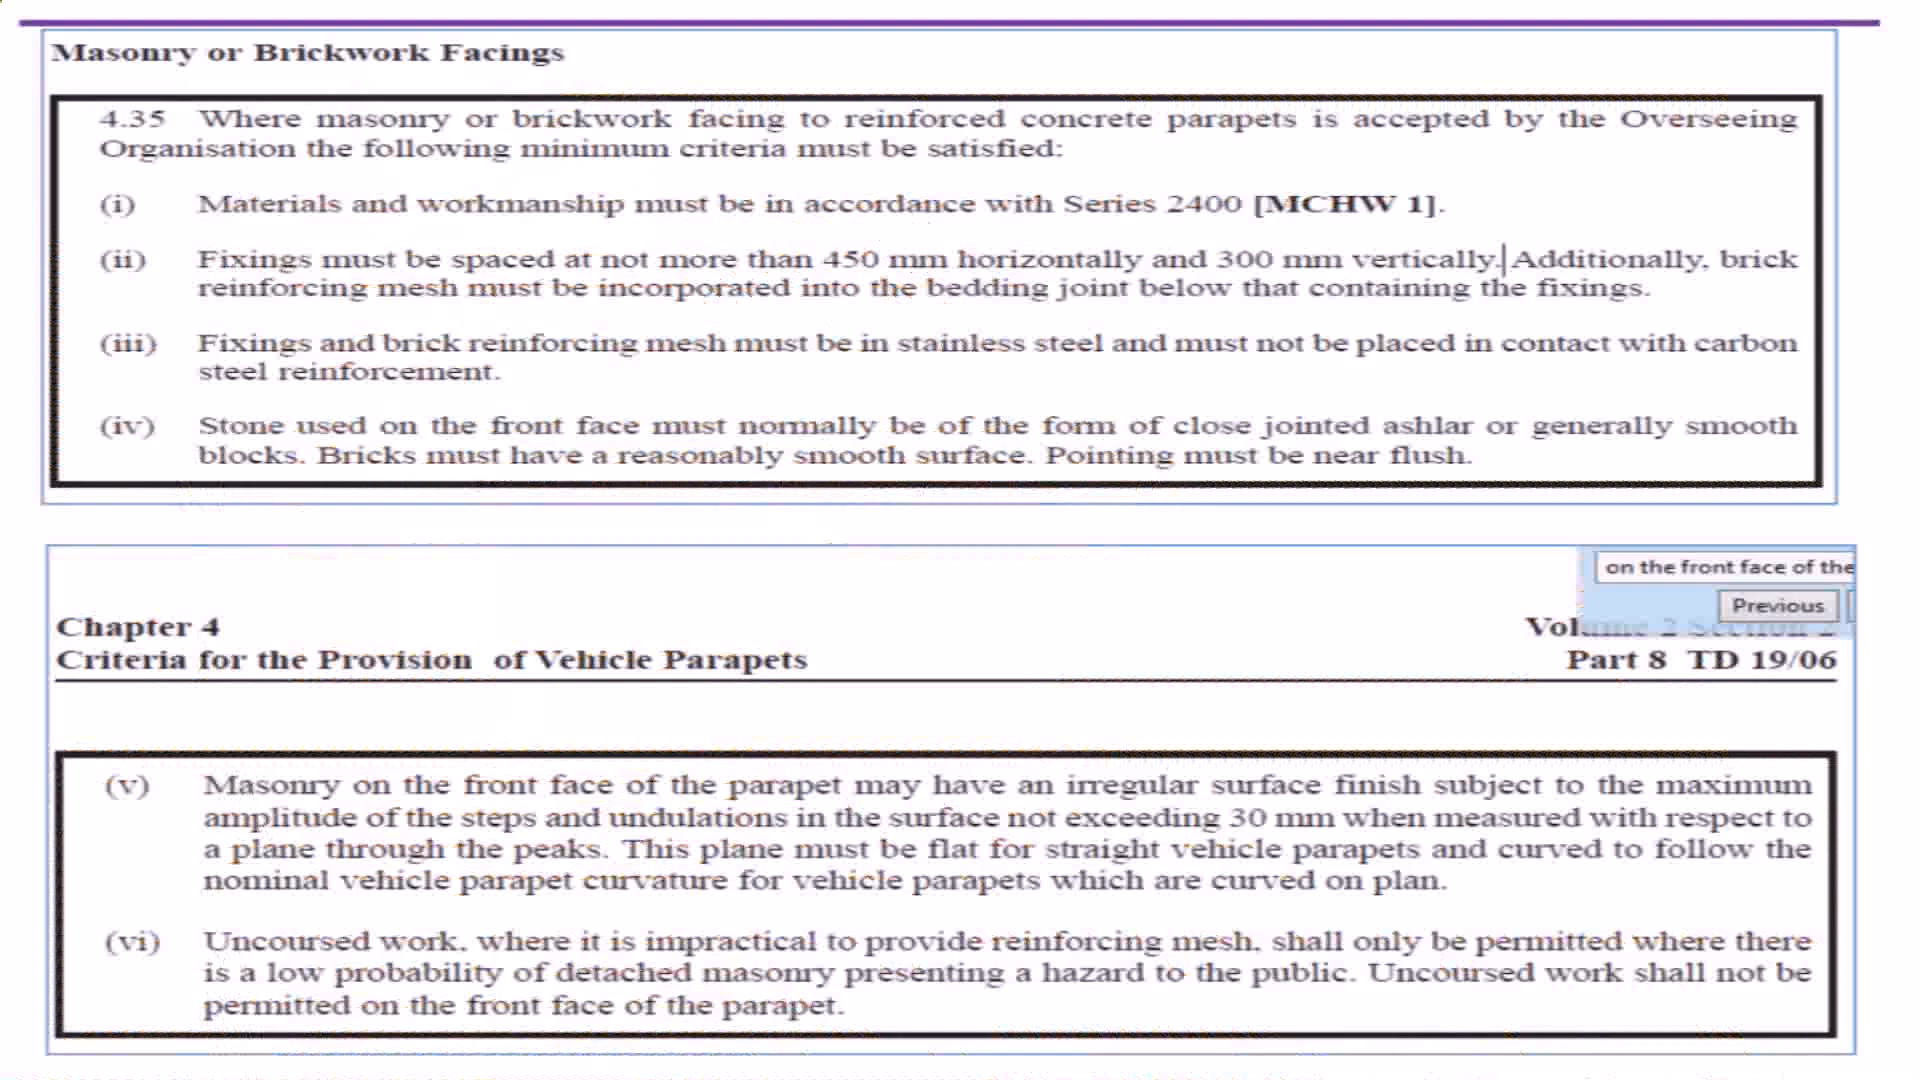 Masonry or Brickwork Facings
4.35 Where masonry or brickwork facing to reinforced concrete parapets is accepted by the Overseeing
Organisation the following minimum criteria must be satisfied:
(i) Materials and workmanship must be in accordance with Series 2400 [MCHW 1].
(ii) Fixings must be spaced at not more than 450 mm horizontally and 300 mm vertically. Additionally, brick
reinforcing mesh must be incorporated into the bedding joint below that containing the fixings.
(iii) Fixings and brick reinforcing mesh must be in stainless steel and must not be placed in contact with carbon
steel reinforcement.
(iv) Stone used on the front face must normally be of the form of close jointed ashlar or generally smooth
blocks. Bricks must have a reasonably smooth surface. Pointing must be near flush.
on the front face of the
Previous
Chapter 4
Volume 2 Section 2
Criteria for the Provision of Vehicle Parapets
Part 8 TD 19/06
(v) Masonry on the front face of the parapet may have an irregular surface finish subject to the maximum
amplitude of the steps and undulations in the surface not exceeding 30 mm when measured with respect to
a plane through the peaks. This plane must be flat for straight vehicle parapets and curved to follow the
nominal vehicle parapet curvature for vehicle parapets which are curved on plan.
(vi) Uncoursed work, where it is impractical to provide reinforcing mesh, shall only be permitted where there
is a low probability of detached masonry presenting a hazard to the public. Uncoursed work shall not be
permitted on the front face of the parapet.